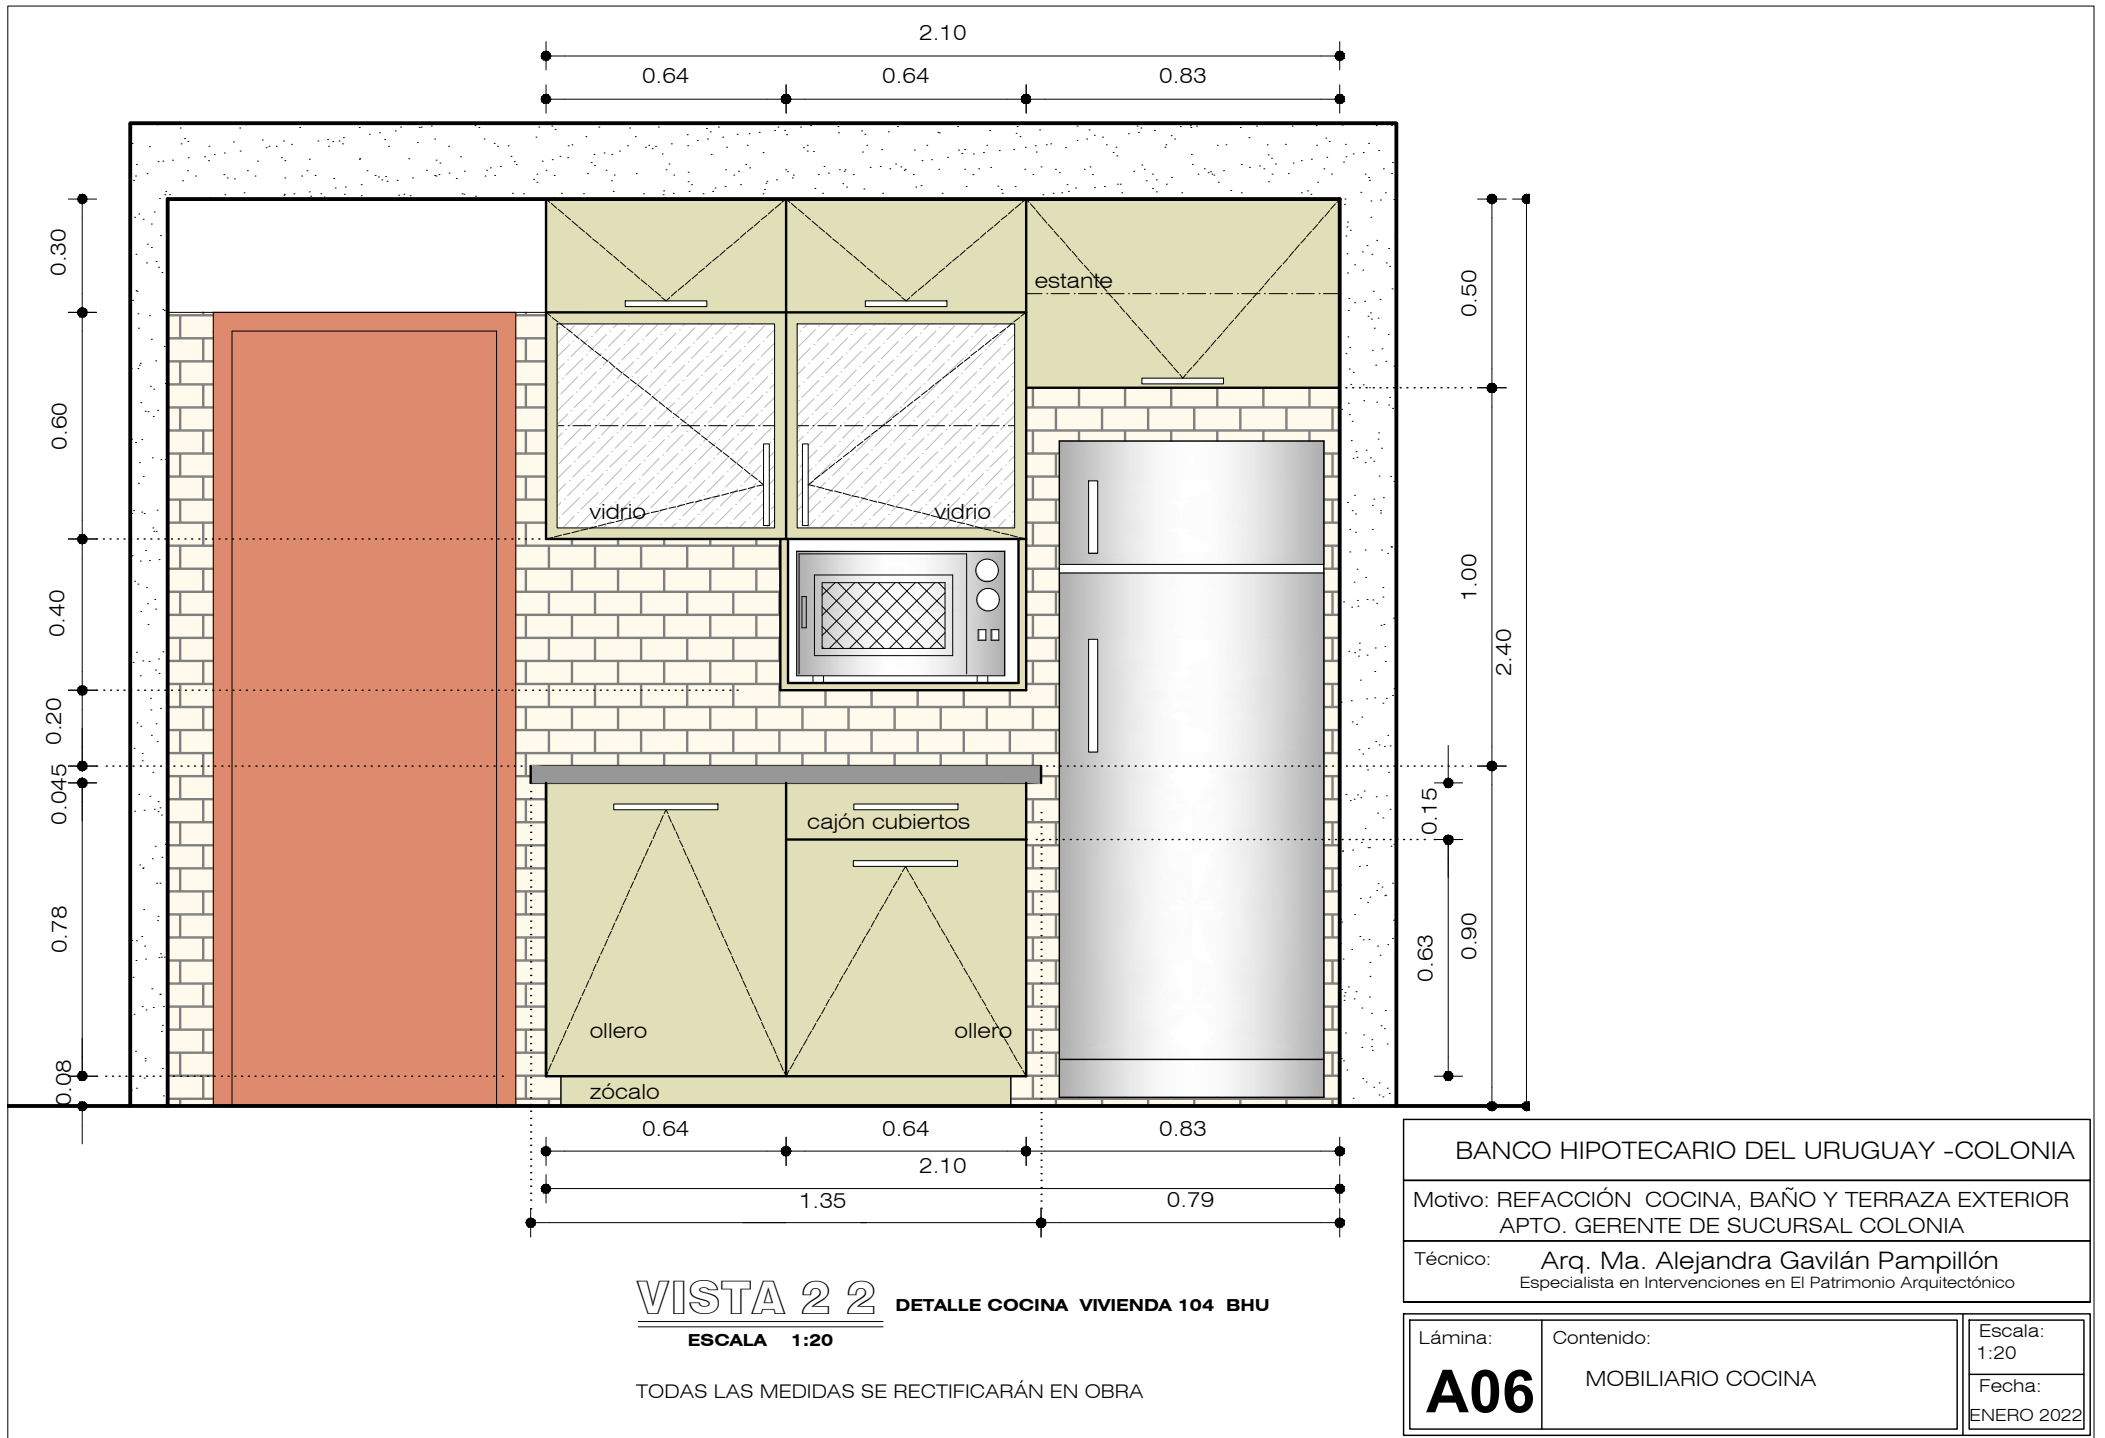 2.10
0.64 0.64 0.83
0.30
0.60
0.40
0.20
0.045
0.78
0.08
estante
vidrio vidrio
cajón cubiertos
ollero ollero
zócalo
0.50
1.00
2.40
0.15
0.63
0.90
0.64 0.64 0.83
2.10
1.35 0.79
VISTA 2 2 DETALLE COCINA VIVIENDA 104 BHU
ESCALA 1:20
TODAS LAS MEDIDAS SE RECTIFICARÁN EN OBRA
BANCO HIPOTECARIO DEL URUGUAY -COLONIA
Motivo: REFACCIÓN COCINA, BAÑO Y TERRAZA EXTERIOR
APTO. GERENTE DE SUCURSAL COLONIA
Técnico: Arq. Ma. Alejandra Gavilán Pampillón
Especialista en Intervenciones en El Patrimonio Arquitectónico
Lámina:
A06
Contenido:
MOBILIARIO COCINA
Escala:
1:20
Fecha:
ENERO 2022